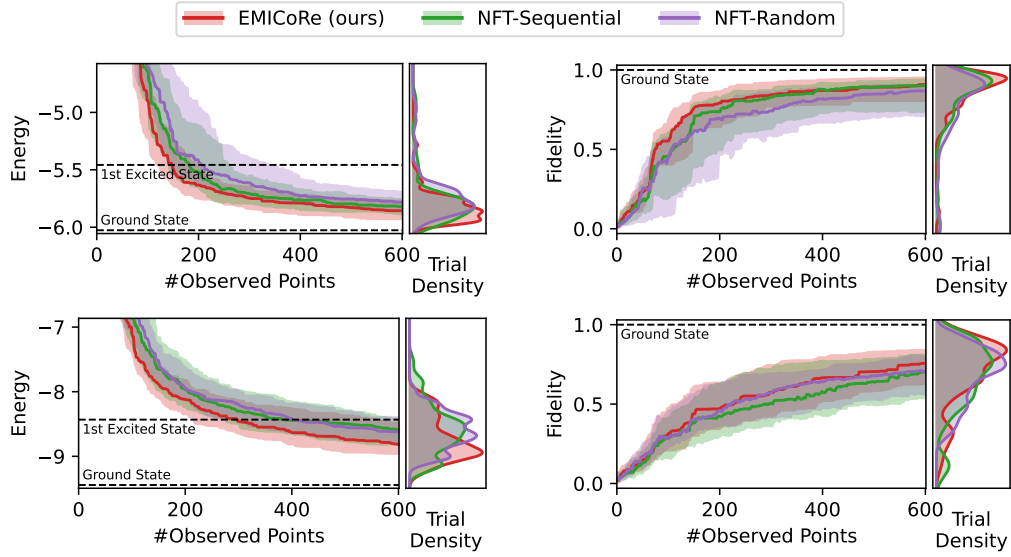 EMICoRe (ours) NFT-Sequential NFT-Random
Energy
−5.0
−5.5
−6.0
1st Excited State
Ground State
0 200 400 600
#Observed Points
Trial
Density
Fidelity
1.0
0.5
0.0
Ground State
0 200 400 600
#Observed Points
Trial
Density
Energy
−7
−8
−9
1st Excited State
Ground State
0 200 400 600
#Observed Points
Trial
Density
Fidelity
1.0
0.5
0.0
Ground State
0 200 400 600
#Observed Points
Trial
Density